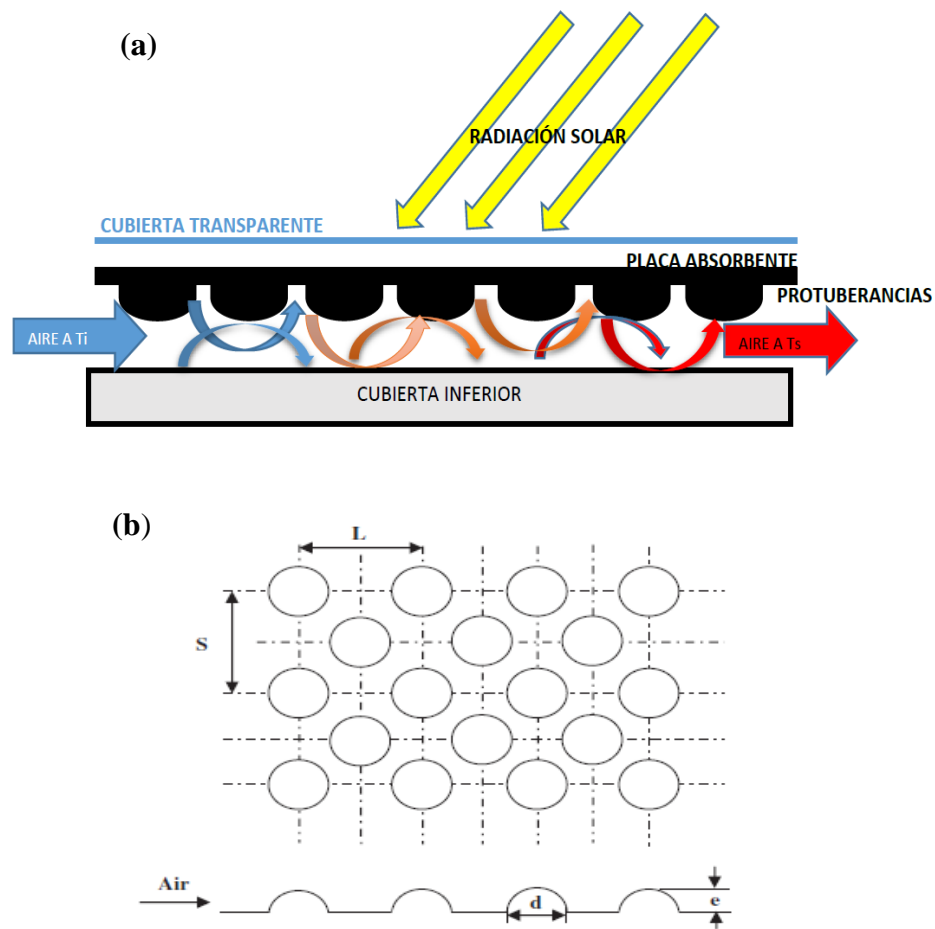 (a)
RADIACIÓN SOLAR
CUBIERTA TRANSPARENTE
PLACA ABSORBENTE
PROTUBERANCIAS
AIRE A Ti
AIRE A Ts
CUBIERTA INFERIOR
(b)
L
S
Air
d
e